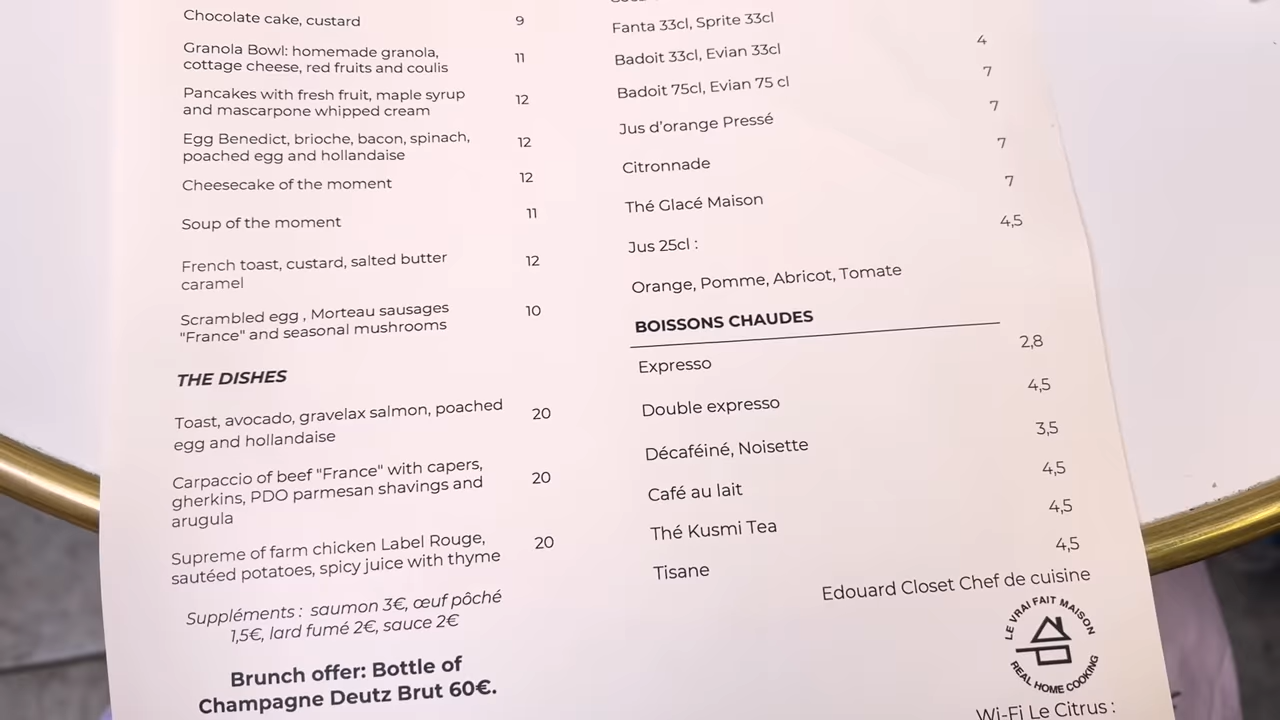 Chocolate cake, custard 9
Granola Bowl: homemade granola,
cottage cheese, red fruits and coulis 11
Pancakes with fresh fruit, maple syrup
and mascarpone whipped cream 12
Egg Benedict, brioche, bacon, spinach,
poached egg and hollandaise 12
Cheesecake of the moment 12
Soup of the moment 11
French toast, custard, salted butter
caramel 12
Scrambled egg , Morteau sausages
"France" and seasonal mushrooms 10
THE DISHES
Toast, avocado, gravelax salmon, poached
egg and hollandaise 20
Carpaccio of beef "France" with capers,
gherkins, PDO parmesan shavings and
arugula 20
Supreme of farm chicken Label Rouge,
sautéed potatoes, spicy juice with thyme 20
Suppléments : saumon 3€, œuf pôché
1,5€, lard fumé 2€, sauce 2€
Brunch offer: Bottle of
Champagne Deutz Brut 60€.
Fanta 33cl, Sprite 33cl
Badoit 33cl, Evian 33cl 4
Badoit 75cl, Evian 75 cl 7
Jus d'orange Pressé 7
Citronnade 7
Thé Glacé Maison 7
Jus 25cl : 4,5
Orange, Pomme, Abricot, Tomate
BOISSONS CHAUDES
Expresso 2,8
Double expresso 4,5
Décaféiné, Noisette 3,5
Café au lait 4,5
Thé Kusmi Tea 4,5
Tisane 4,5
Edouard Closet Chef de cuisine
LE VRAI FAIT MAISON
REAL HOME COOKING
Wi-Fi Le Citrus :